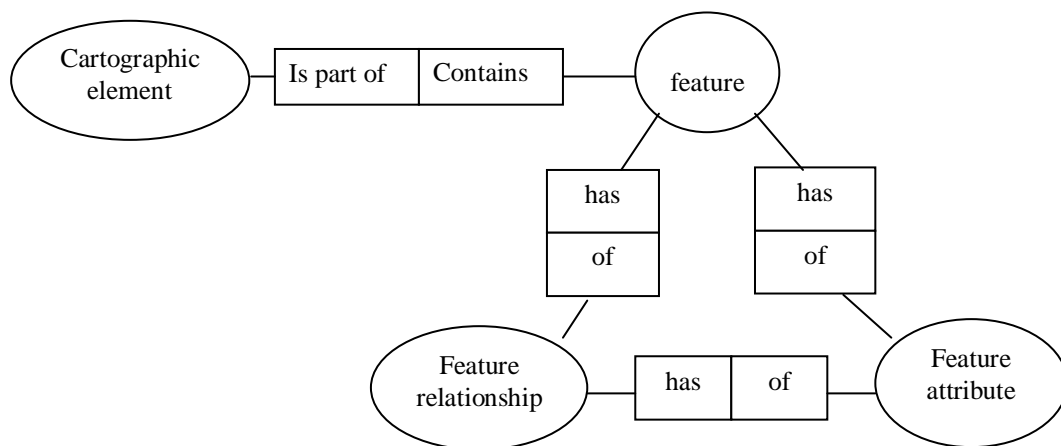 Cartographic
element
Is part of
Contains
feature
has
of
has
of
Feature
relationship
has
of
Feature
attribute